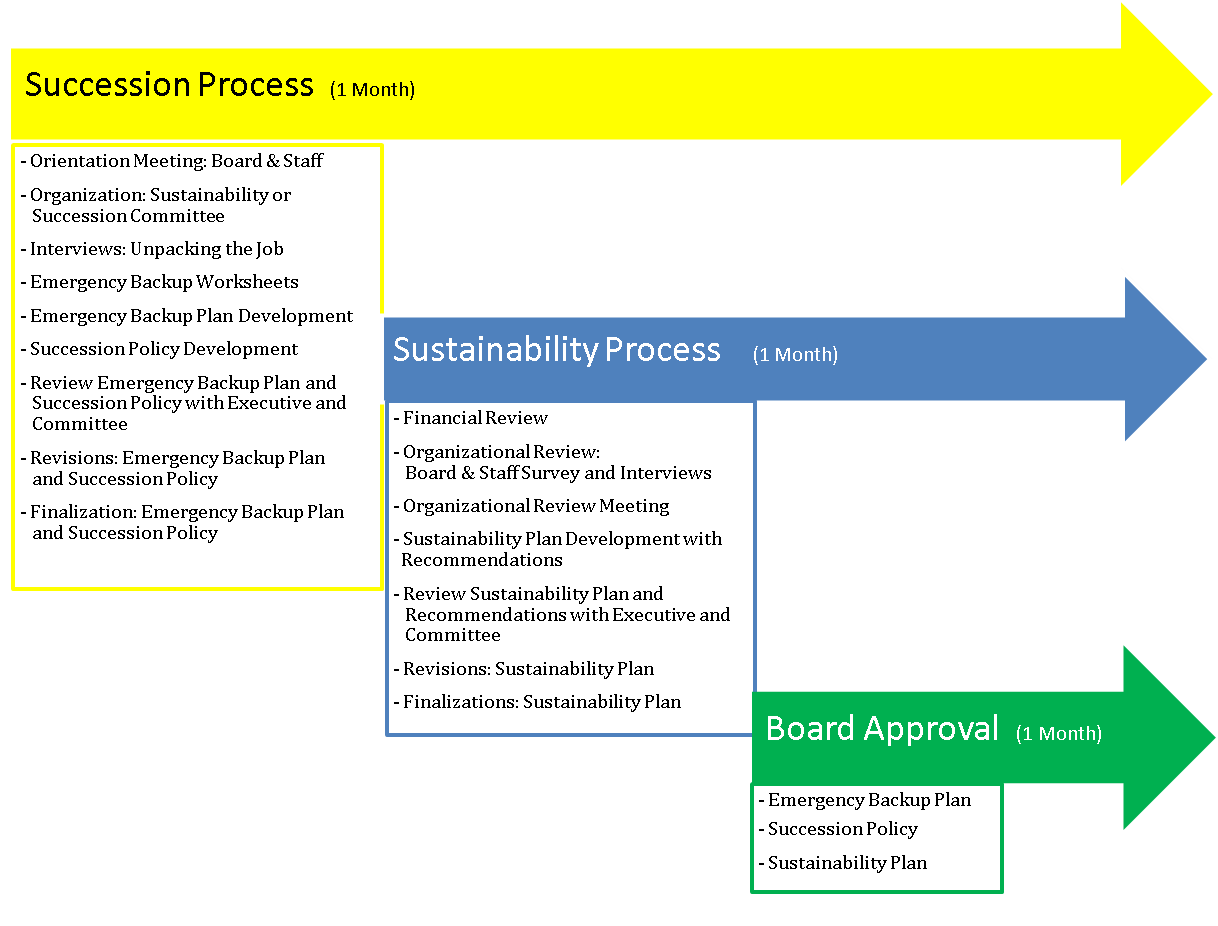 Succession Process (1 Month)
- Orientation Meeting: Board & Staff
- Organization: Sustainability or
Succession Committee
- Interviews: Unpacking the Job
- Emergency Backup Worksheets
- Emergency Backup Plan Development
- Succession Policy Development
- Review Emergency Backup Plan and
Succession Policy with Executive and
Committee
- Revisions: Emergency Backup Plan
and Succession Policy
- Finalization: Emergency Backup Plan
and Succession Policy
Sustainability Process (1 Month)
- Financial Review
- Organizational Review:
Board & Staff Survey and Interviews
- Organizational Review Meeting
- Sustainability Plan Development with
Recommendations
- Review Sustainability Plan and
Recommendations with Executive and
Committee
- Revisions: Sustainability Plan
- Finalizations: Sustainability Plan
Board Approval (1 Month)
- Emergency Backup Plan
- Succession Policy
- Sustainability Plan